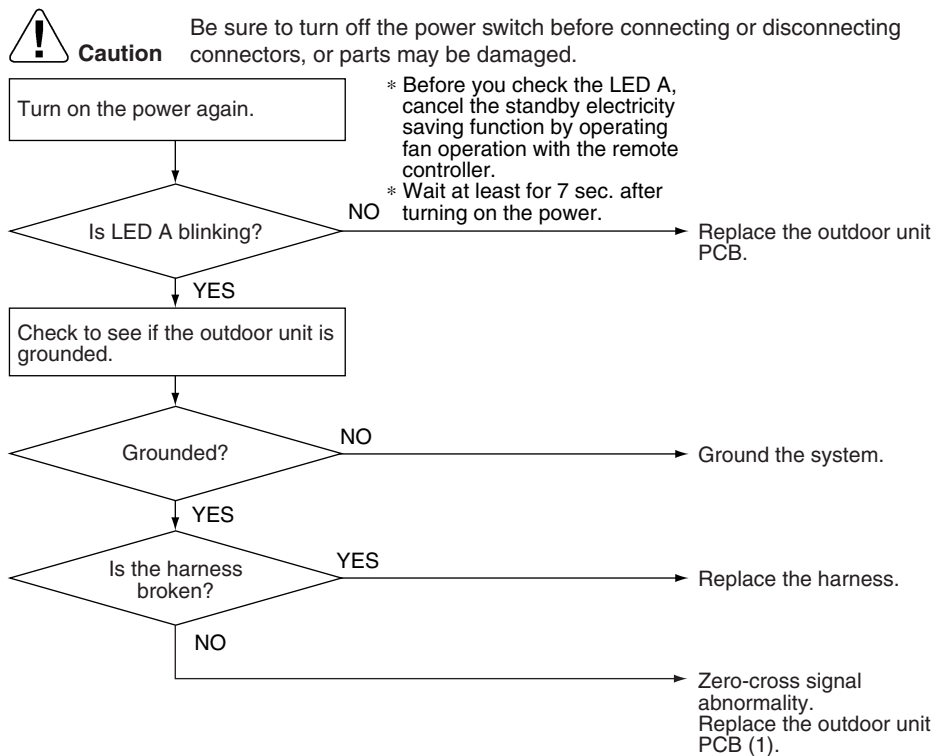 Be sure to turn off the power switch before connecting or disconnecting
Caution connectors, or parts may be damaged.
Turn on the power again.
* Before you check the LED A,
cancel the standby electricity
saving function by operating
fan operation with the remote
controller.
* Wait at least for 7 sec. after
turning on the power.
Is LED A blinking?
NO
Replace the outdoor unit
PCB.
YES
Check to see if the outdoor unit is
grounded.
Grounded?
NO
Ground the system.
YES
Is the harness
broken?
YES
Replace the harness.
NO
Zero-cross signal
abnormality.
Replace the outdoor unit
PCB (1).